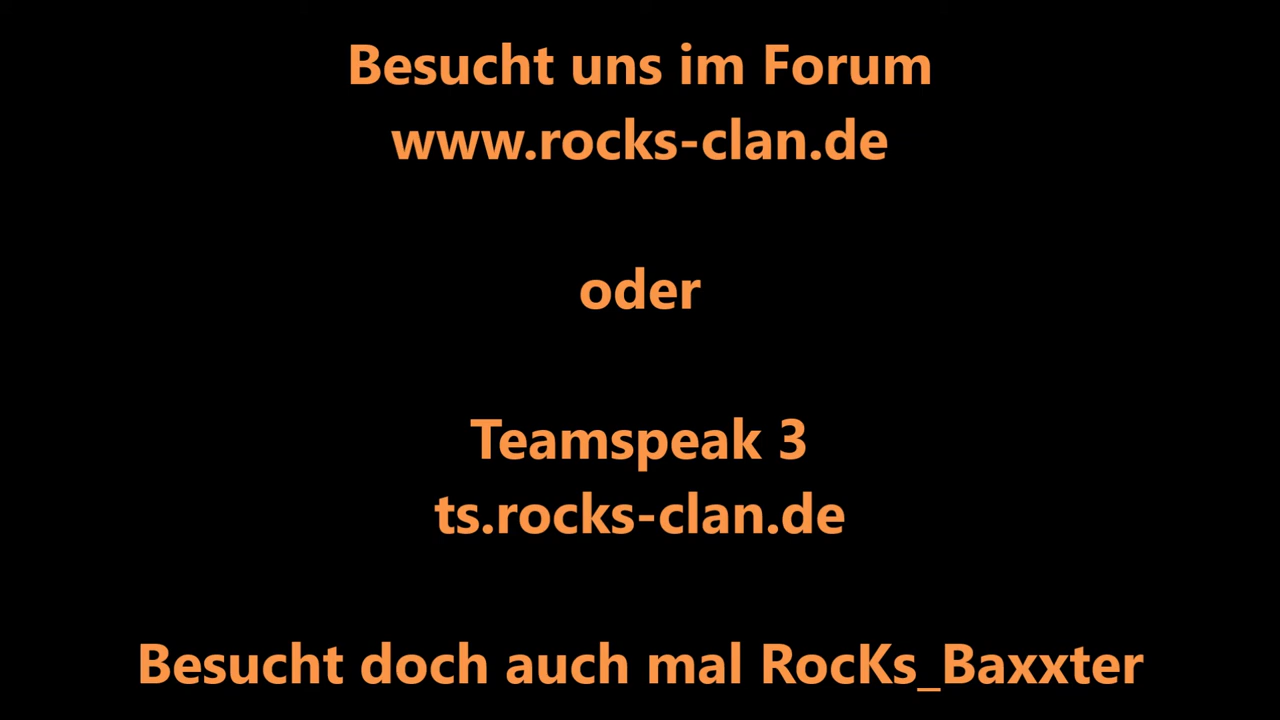 Besucht uns im Forum
www.rocks-clan.de
oder
Teamspeak 3
ts.rocks-clan.de
Besucht doch auch mal RocKs_Baxxter